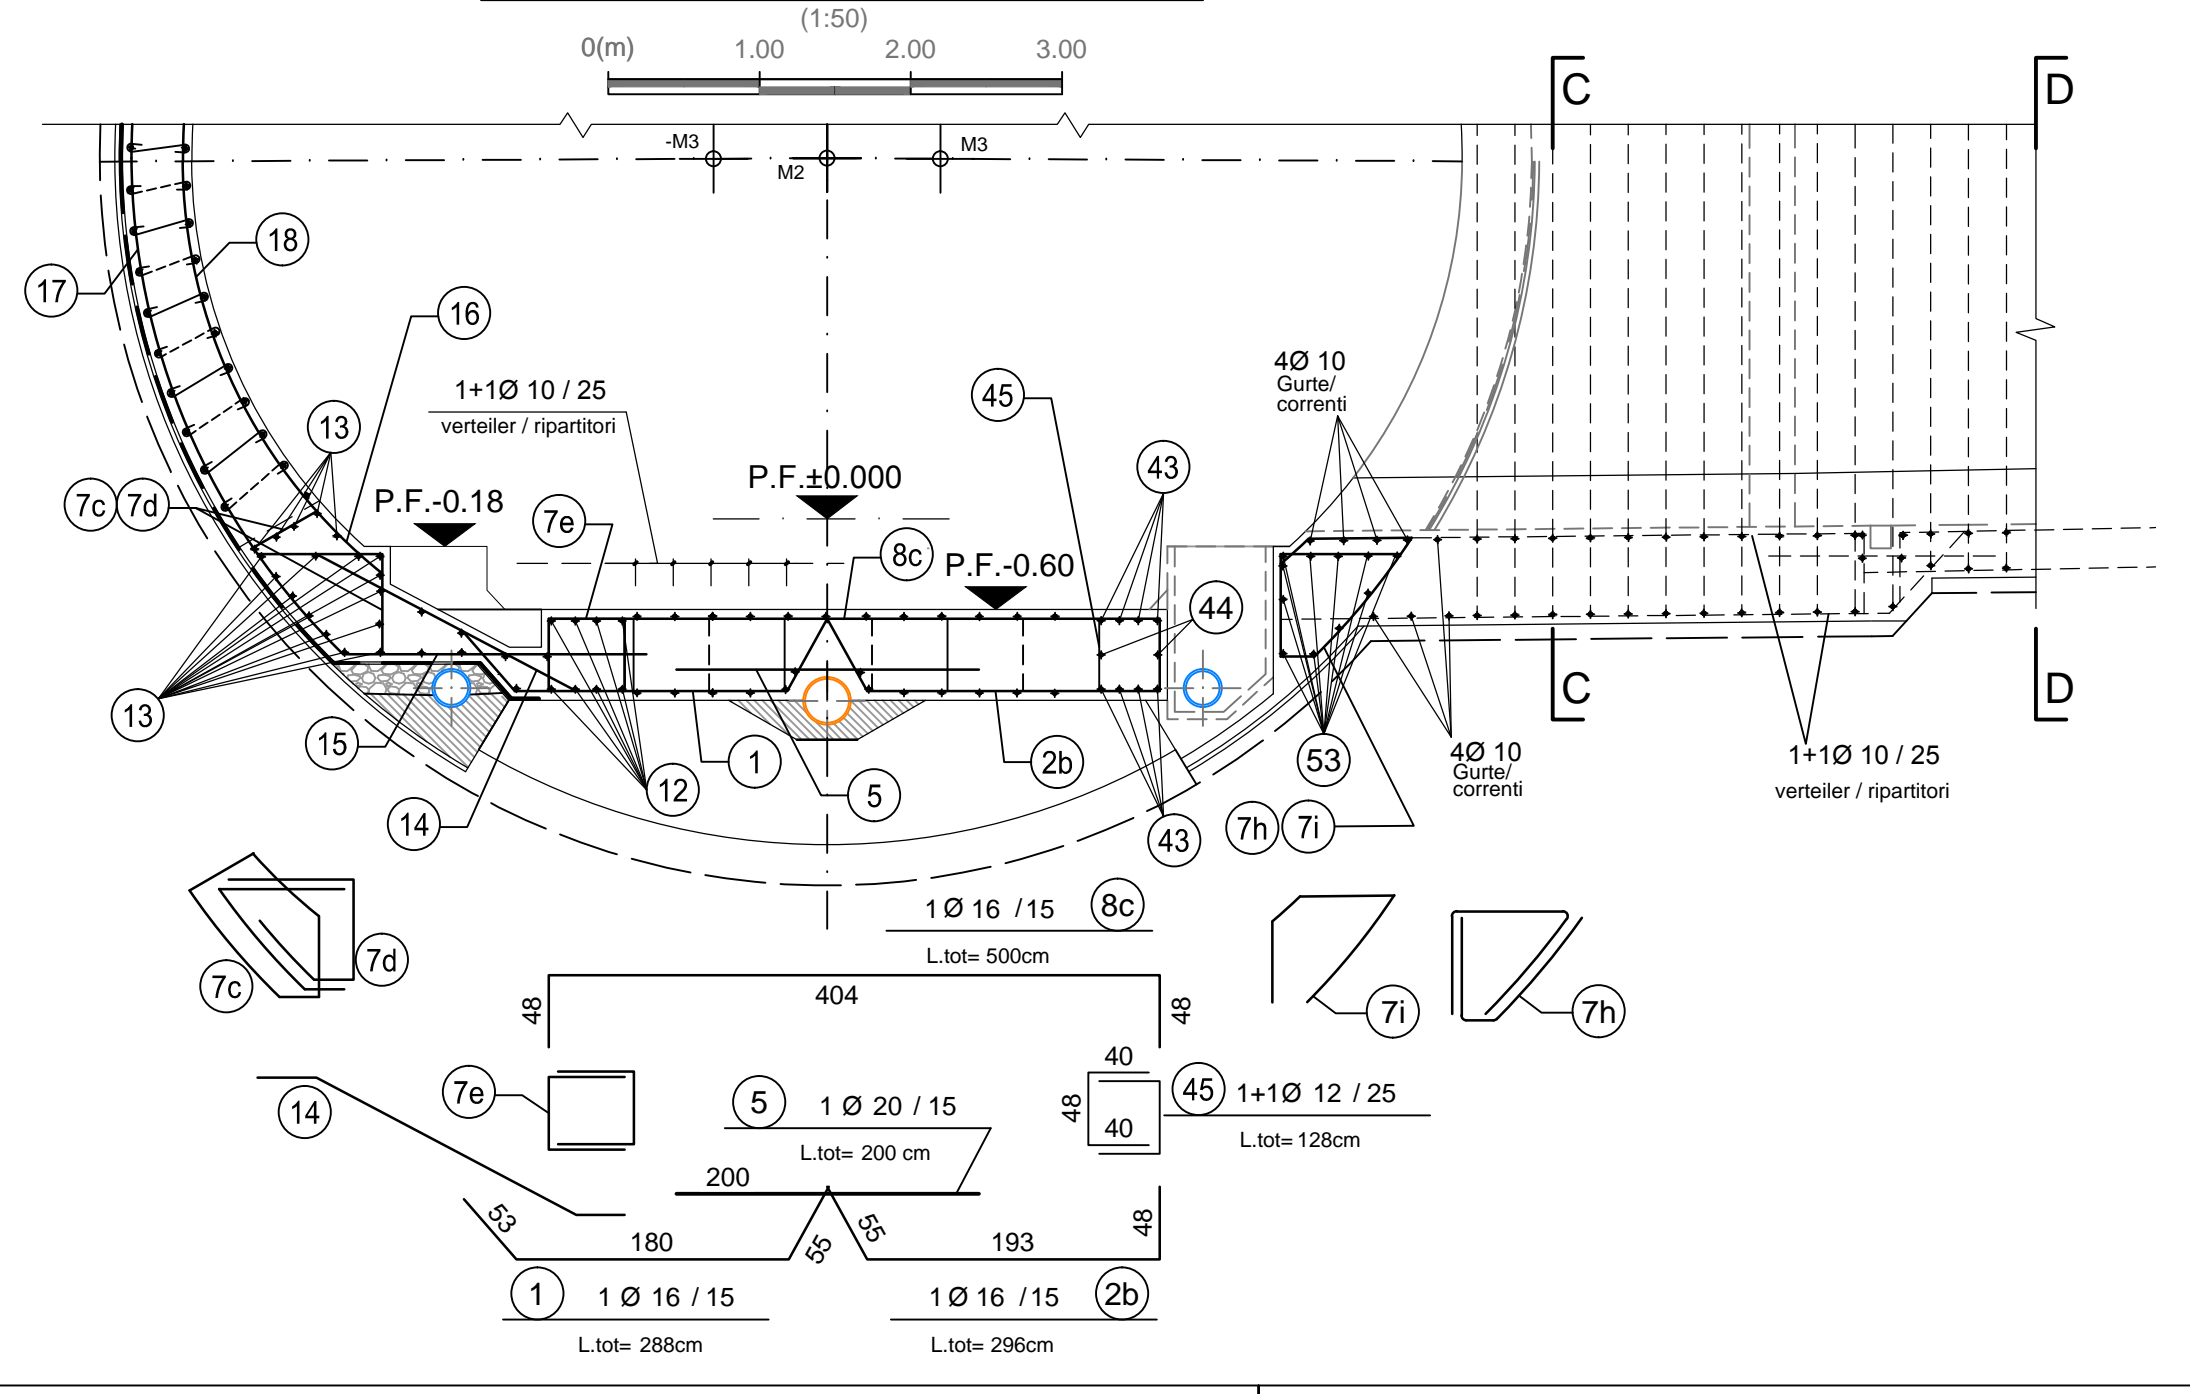 (1:50)
0(m) 1.00 2.00 3.00
C D
-M3 M2 M3
18
17
16
4Ø 10
Gurte/
correnti
1+1Ø 10 / 25
verteiler / ripartitori
45
13
43
P.F.±0.000
P.F.-0.18
7c 7d
7e
8c
P.F.-0.60
44
C D
13
15
1
2b
53
4Ø 10
Gurte/
correnti
1+1Ø 10 / 25
verteiler / ripartitori
12
5
14
43
7h 7i
1 Ø 16 / 15 8c
L.tot= 500cm
7d
7c
404
48
48
7i
7h
40
7e
14
5 1 Ø 20 / 15
L.tot= 200 cm
48
40
45 1+1Ø 12 / 25
L.tot= 128cm
200
53
180
55
55
193
48
1 1 Ø 16 / 15
L.tot= 288cm
1 Ø 16 / 15 2b
L.tot= 296cm